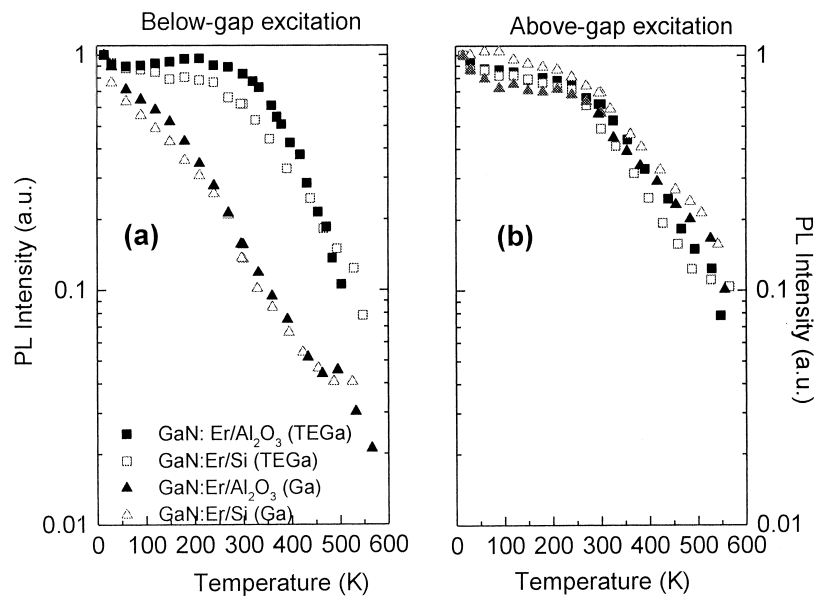 Below-gap excitation
Above-gap excitation
1
0.1
0.01
PL Intensity (a.u.)
(a)
GaN: Er/Al2O3 (TEGa)
GaN:Er/Si (TEGa)
GaN:Er/Al2O3 (Ga)
GaN:Er/Si (Ga)
0 100 200 300 400 500 600
Temperature (K)
(b)
1
0.1
0.01
PL Intensity (a.u.)
0 100 200 300 400 500 600
Temperature (K)